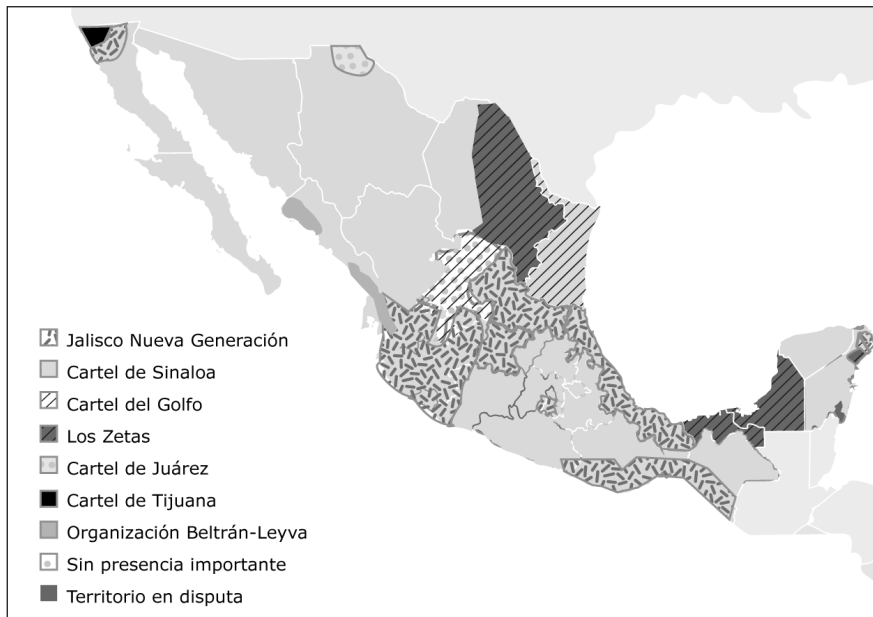 Jalisco Nueva Generación
Cartel de Sinaloa
Cartel del Golfo
Los Zetas
Cartel de Juárez
Cartel de Tijuana
Organización Beltrán-Leyva
Sin presencia importante
Territorio en disputa